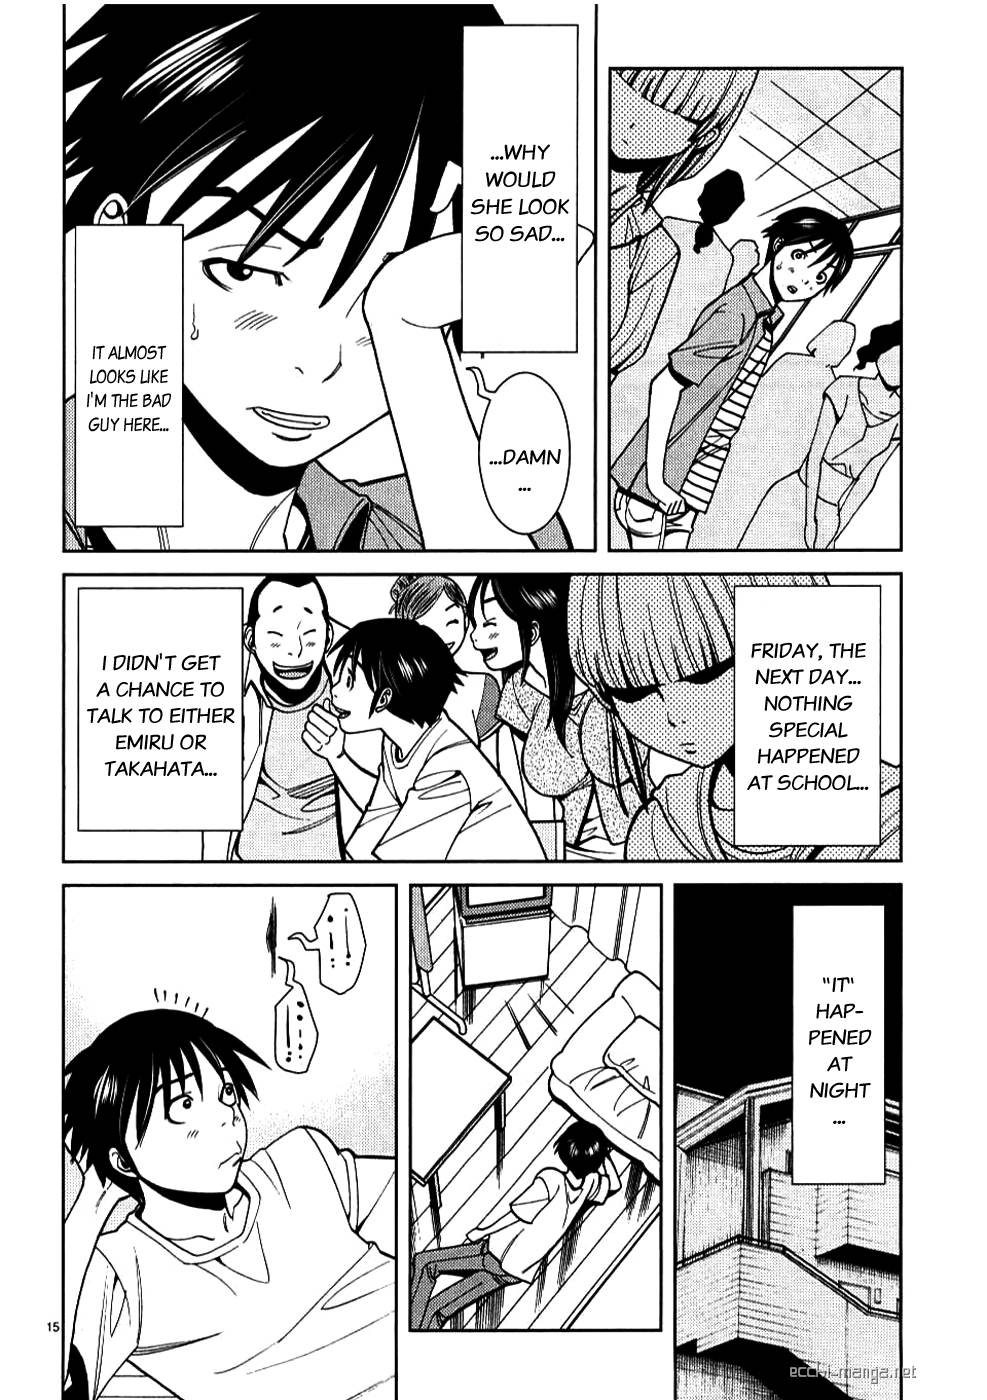 ...WHY
WOULD
SHE LOOK
SO SAD...
IT ALMOST
LOOKS LIKE
I'M THE BAD
GUY HERE...
...DAMN
...
FRIDAY, THE
NEXT DAY...
NOTHING
SPECIAL
HAPPENED
AT SCHOOL...
I DIDN'T GET
A CHANCE TO
TALK TO EITHER
EMIRU OR
TAKAHATA...
"IT"
HAP-
PENED
AT
NIGHT
...
15
ecchi-manga.net